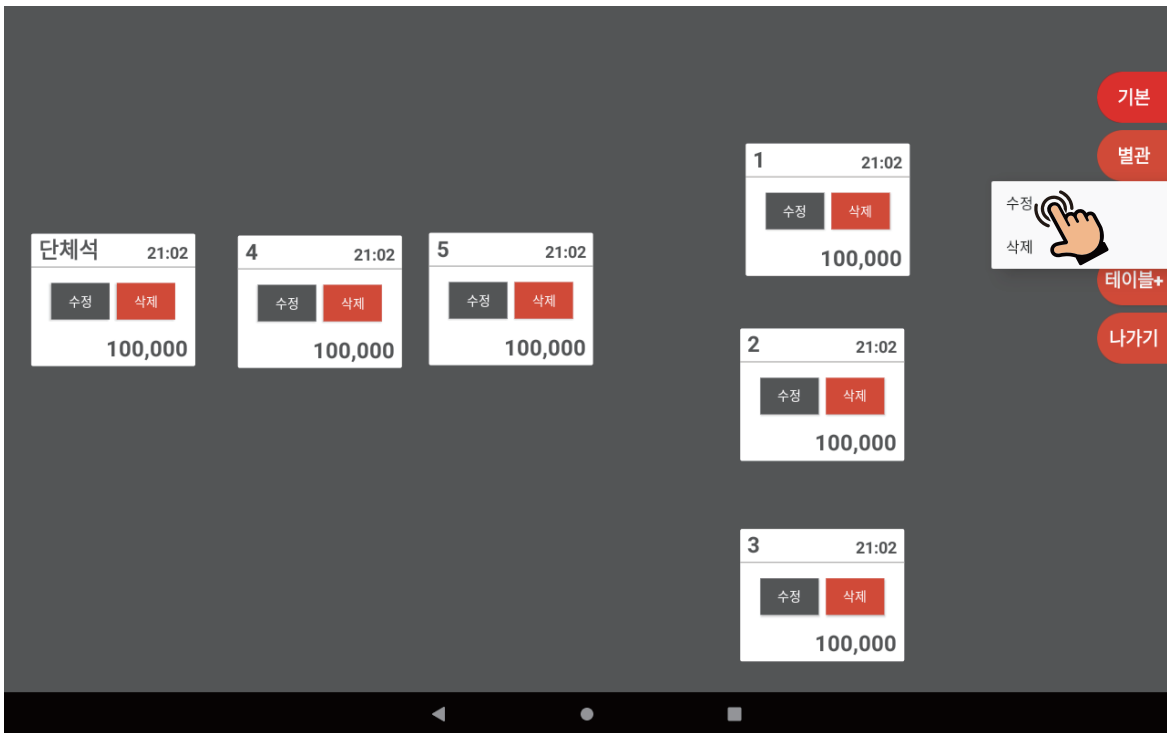 단체석 21:02
수정 삭제
100,000
4 21:02
수정 삭제
100,000
5 21:02
수정 삭제
100,000
1 21:02
수정 삭제
100,000
2 21:02
수정 삭제
100,000
3 21:02
수정 삭제
100,000
기본
별관
수정
삭제
테이블+
나가기